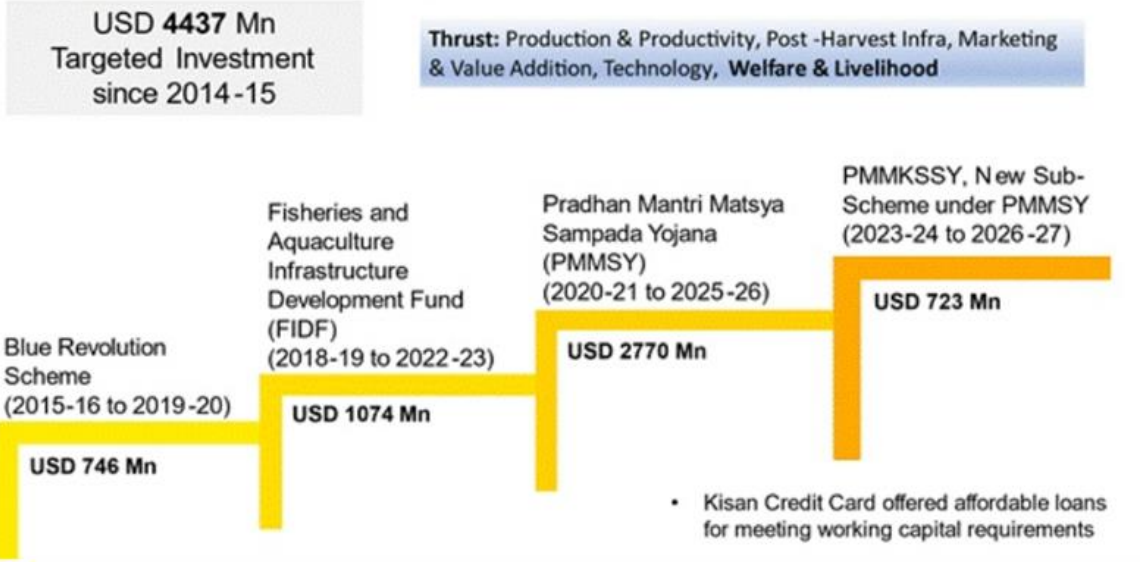 USD 4437 Mn
Targeted Investment
since 2014-15
Thrust: Production & Productivity, Post -Harvest Infra, Marketing
& Value Addition, Technology, Welfare & Livelihood
Blue Revolution
Scheme
(2015-16 to 2019-20)
USD 746 Mn
Fisheries and
Aquaculture
Infrastructure
Development Fund
(FIDF)
(2018-19 to 2022-23)
USD 1074 Mn
Pradhan Mantri Matsya
Sampada Yojana
(PMMSY)
(2020-21 to 2025-26)
USD 2770 Mn
PMMKSSY, New Sub-
Scheme under PMMSY
(2023-24 to 2026-27)
USD 723 Mn
• Kisan Credit Card offered affordable loans
for meeting working capital requirements